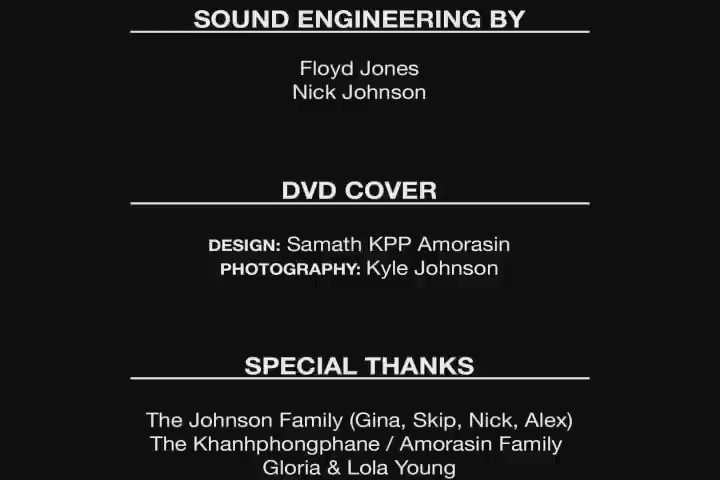 SOUND ENGINEERING BY
Floyd Jones
Nick Johnson
DVD COVER
DESIGN: Samath KPP Amorasin
PHOTOGRAPHY: Kyle Johnson
SPECIAL THANKS
The Johnson Family (Gina, Skip, Nick, Alex)
The Khanhphongphane / Amorasin Family
Gloria & Lola Young